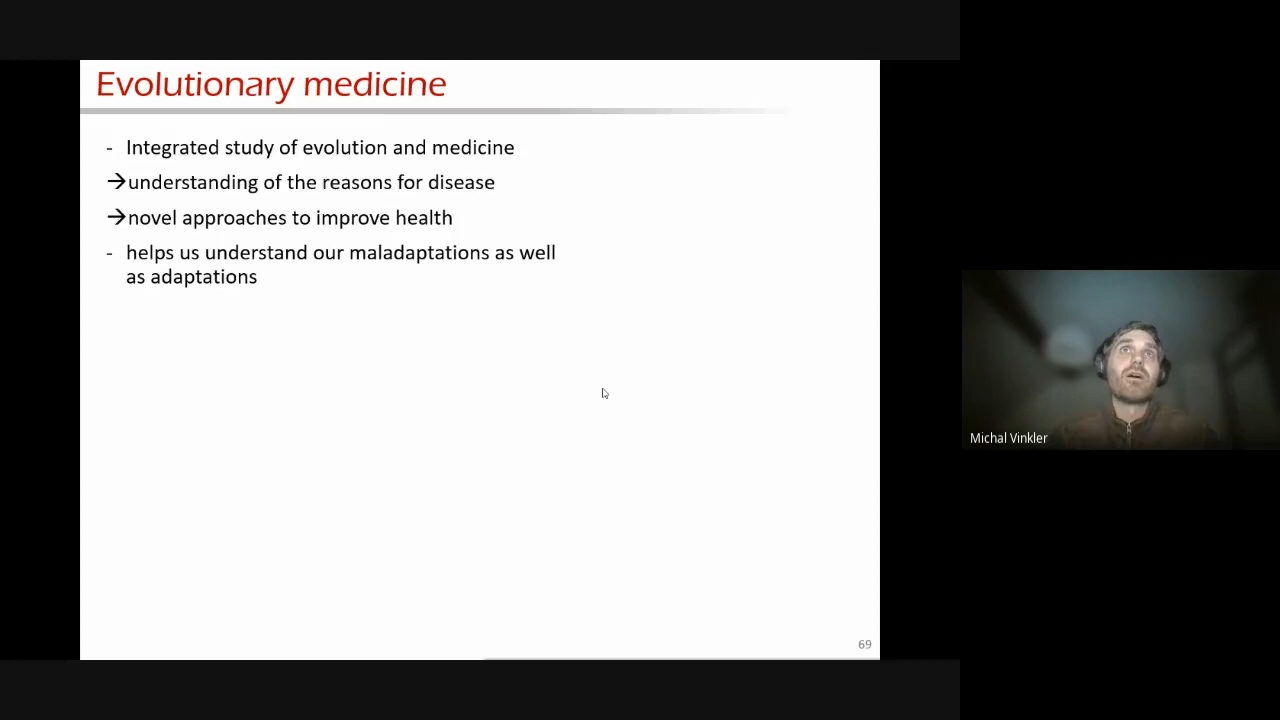 Evolutionary medicine
- Integrated study of evolution and medicine
→understanding of the reasons for disease
→novel approaches to improve health
- helps us understand our maladaptations as well
as adaptations
Michal Vinkler
69